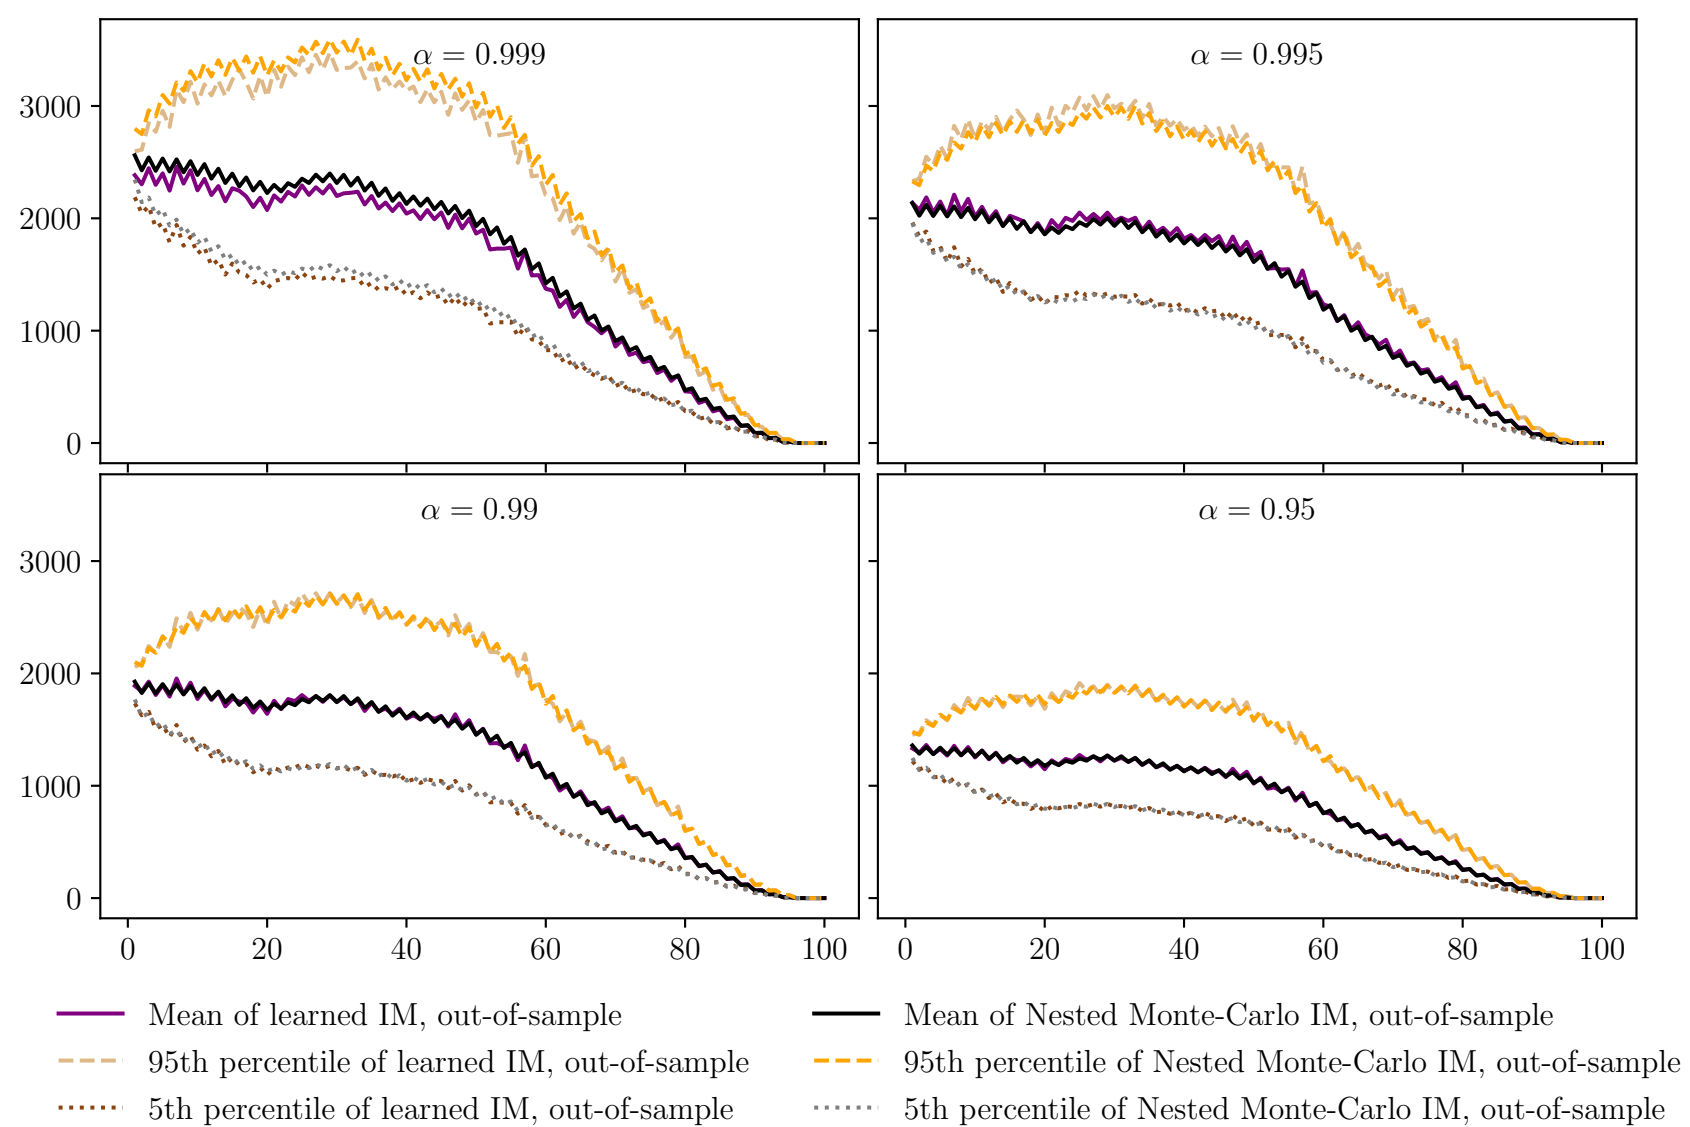 α = 0.999
α = 0.995
3000
2000
1000
0
α = 0.99
α = 0.95
3000
2000
1000
0
0 20 40 60 80 100
0 20 40 60 80 100
Mean of learned IM, out-of-sample
95th percentile of learned IM, out-of-sample
5th percentile of learned IM, out-of-sample
Mean of Nested Monte-Carlo IM, out-of-sample
95th percentile of Nested Monte-Carlo IM, out-of-sample
5th percentile of Nested Monte-Carlo IM, out-of-sample